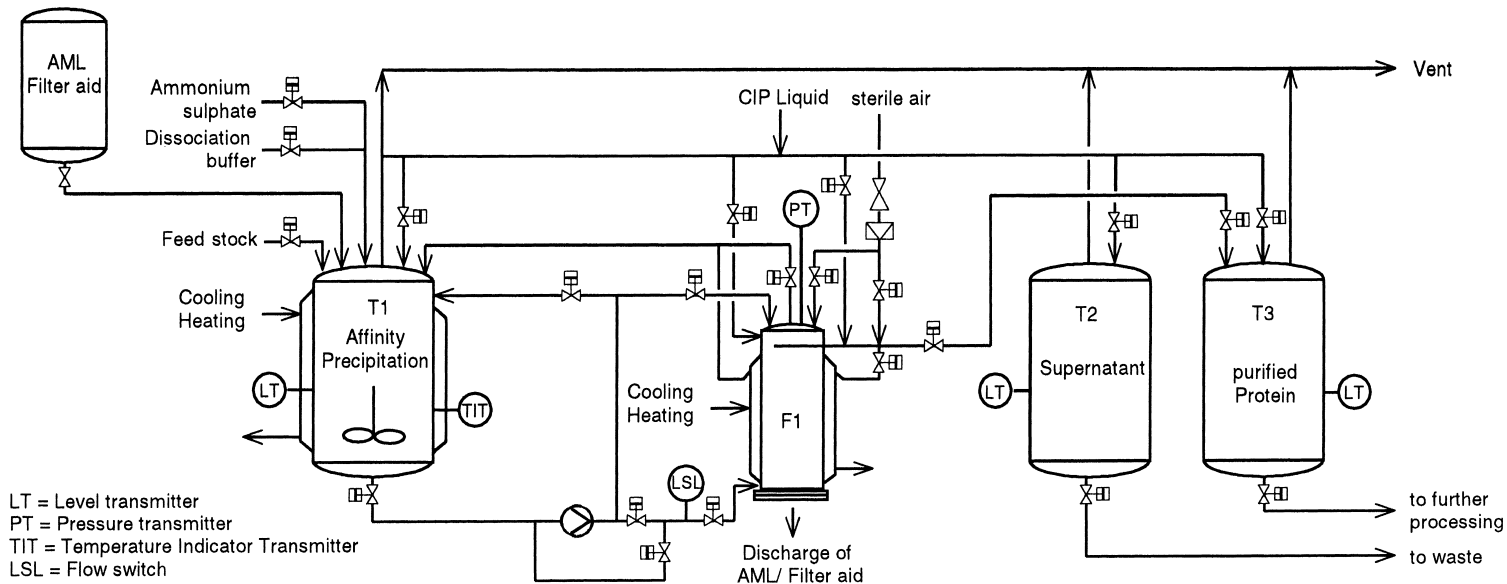 AML
Filter aid
Ammonium
sulphate
Dissociation
buffer
Feed stock
Cooling
Heating
T1
Affinity
Precipitation
LT
TIT
CIP Liquid
sterile air
PT
Vent
Cooling
Heating
F1
LSL
Discharge of
AML/ Filter aid
T2
Supernatant
LT
T3
purified
Protein
LT
to further
processing
to waste
LT = Level transmitter
PT = Pressure transmitter
TIT = Temperature Indicator Transmitter
LSL = Flow switch